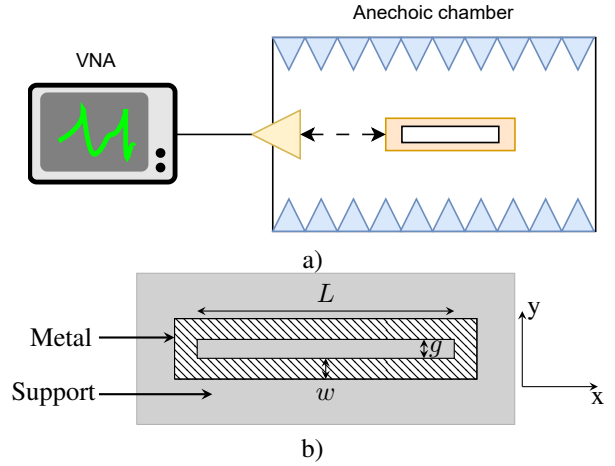 Anechoic chamber
VNA
a)
L
Metal
g
y
Support
w
x
b)